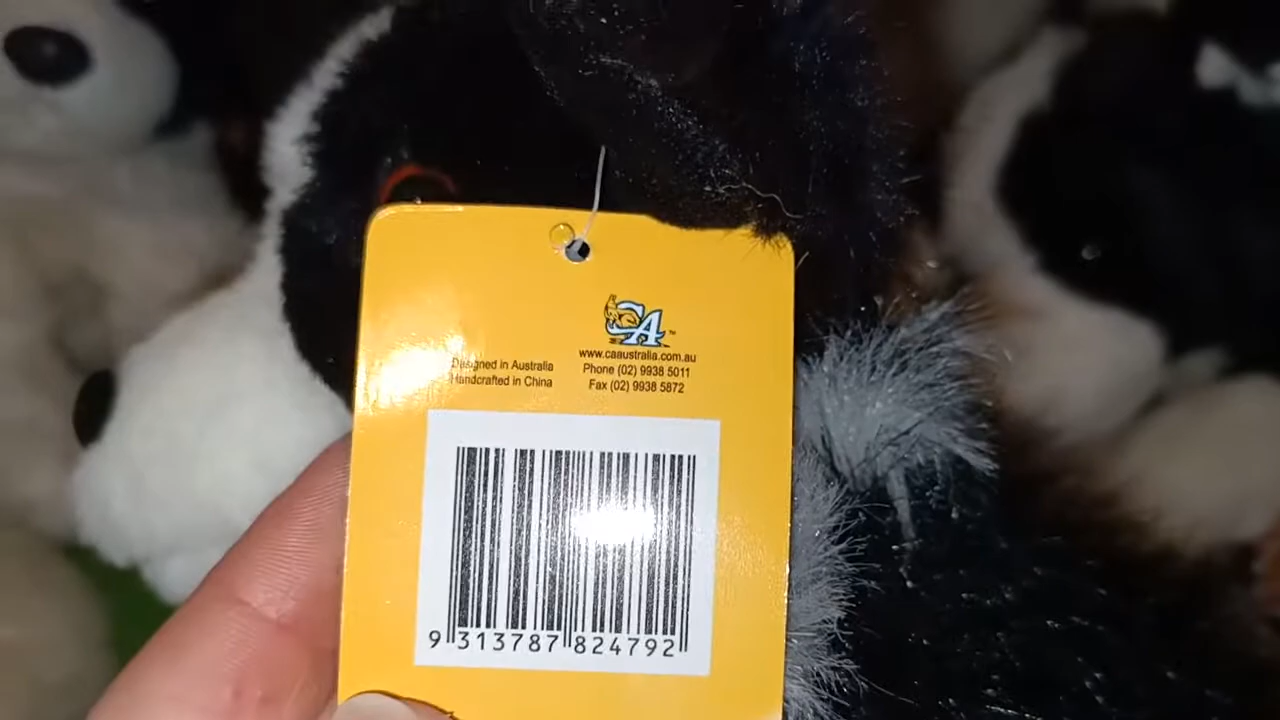 CA™
www.caaustralia.com.au
Designed in Australia
Handcrafted in China
Phone (02) 9938 5011
Fax (02) 9938 5872
9 313787 824792